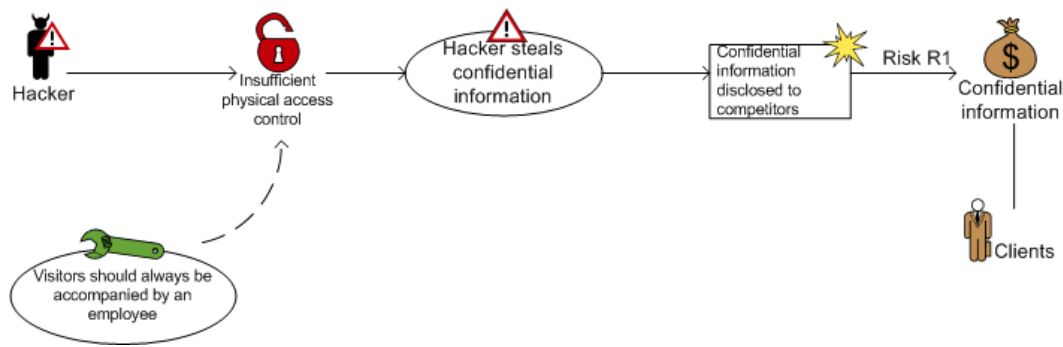 Hacker
Insufficient
physical access
control
Hacker steals
confidential
information
Confidential
information
disclosed to
competitors
Risk R1
$
Confidential
information
Clients
Visitors should always be
accompanied by an
employee